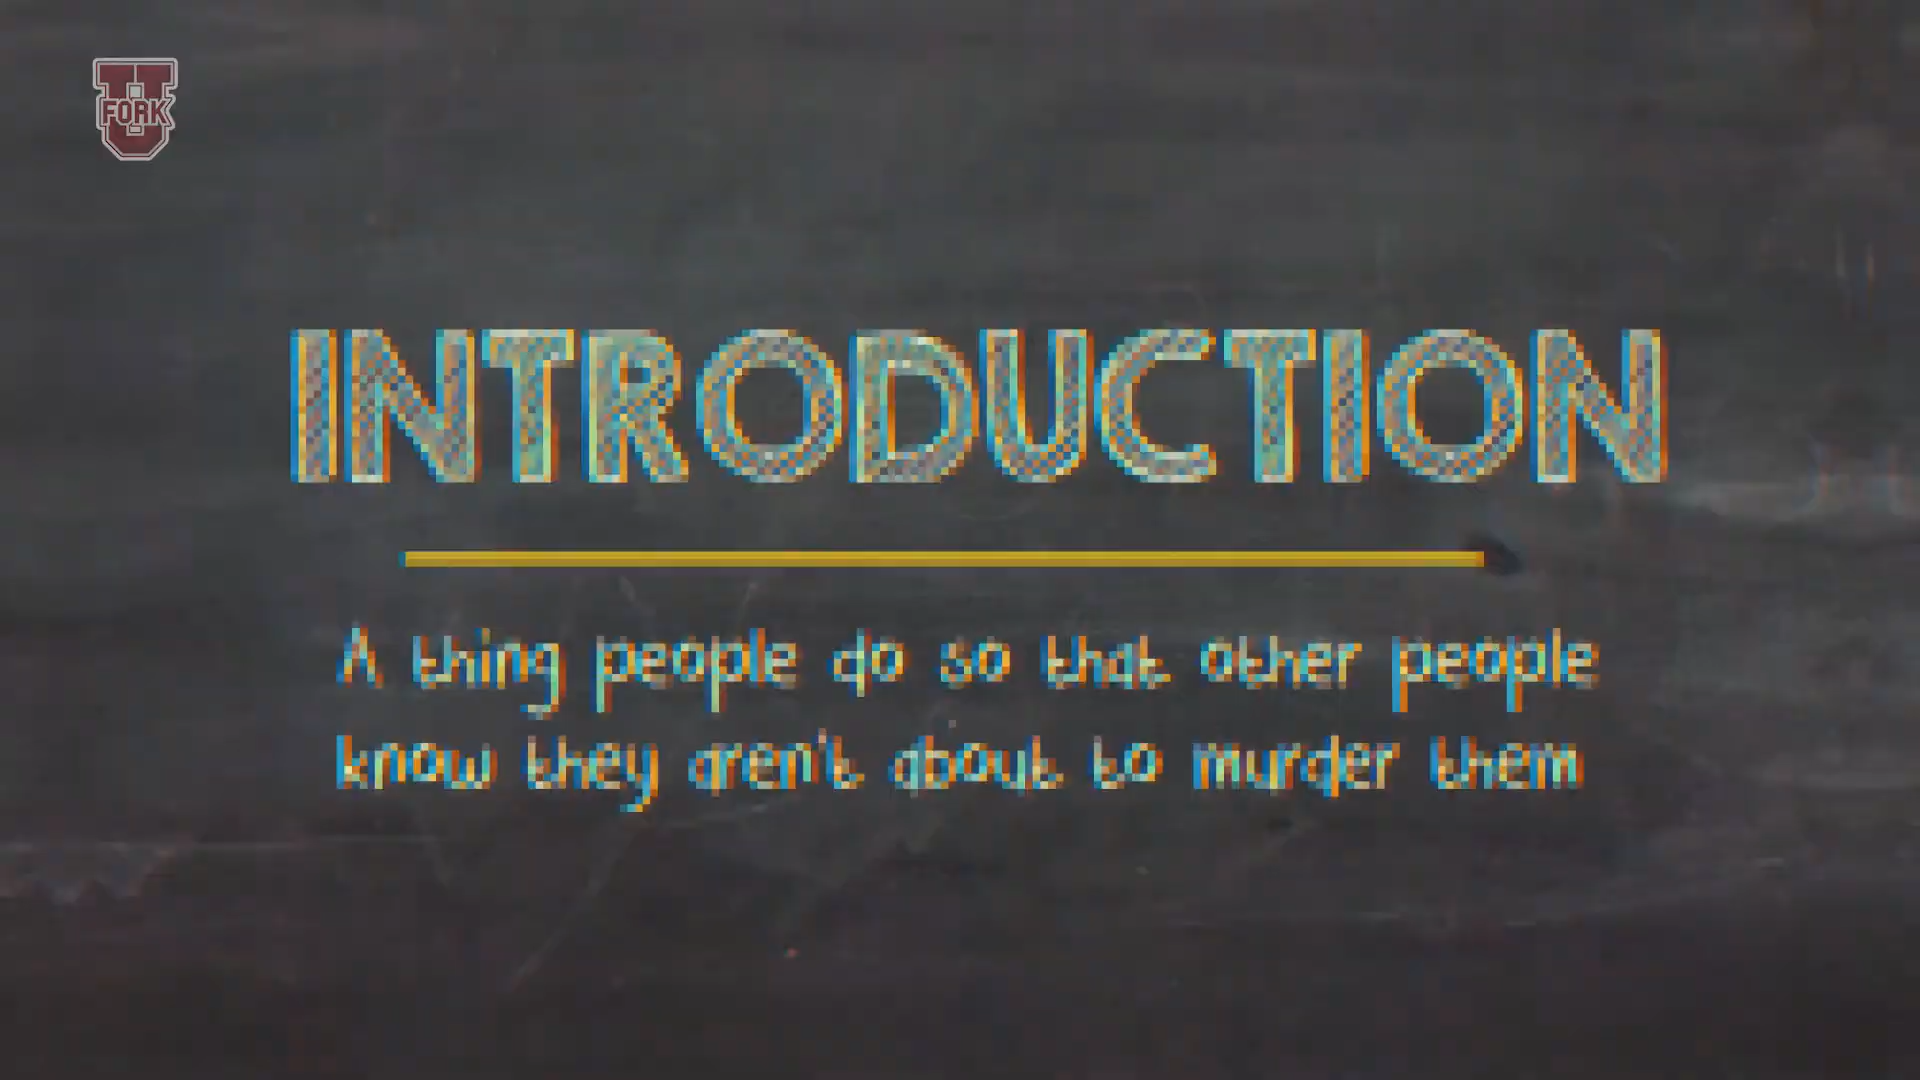 U
FORK
INTRODUCTION
A thing people do so that other people
know they aren't about to murder them